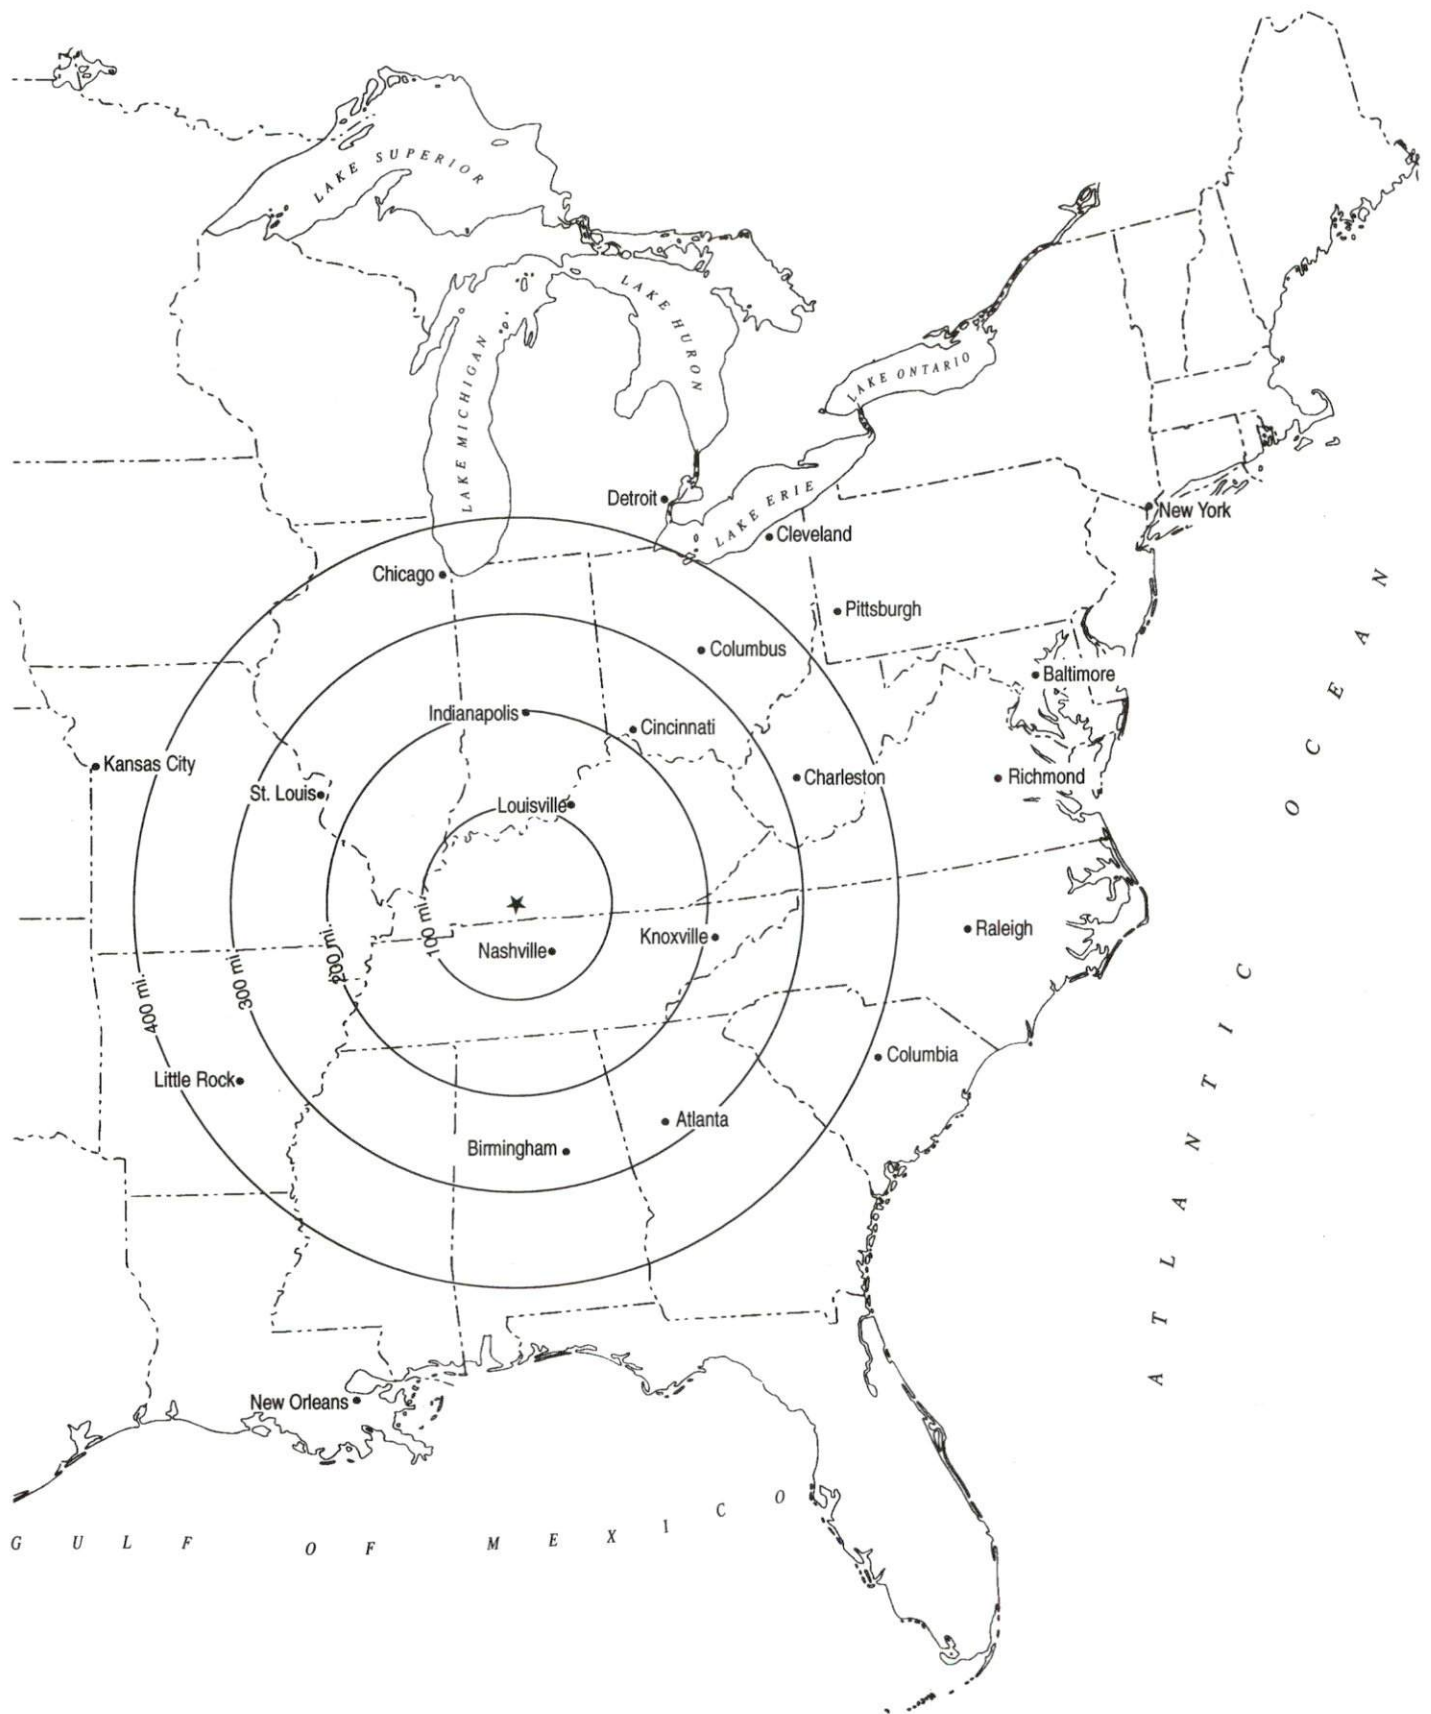 LAKE SUPERIOR
LAKE HURON
LAKE MICHIGAN
LAKE ONTARIO
LAKE ERIE
Detroit
New York
Cleveland
Chicago
Pittsburgh
Columbus
Baltimore
Indianapolis
Cincinnati
Kansas City
Charleston
Richmond
St. Louis
Louisville
100 mi.
Raleigh
Knoxville
Nashville
200 mi.
300 mi.
400 mi.
Columbia
Little Rock
Atlanta
Birmingham
ATLANTIC OCEAN
New Orleans
GULF OF MEXICO